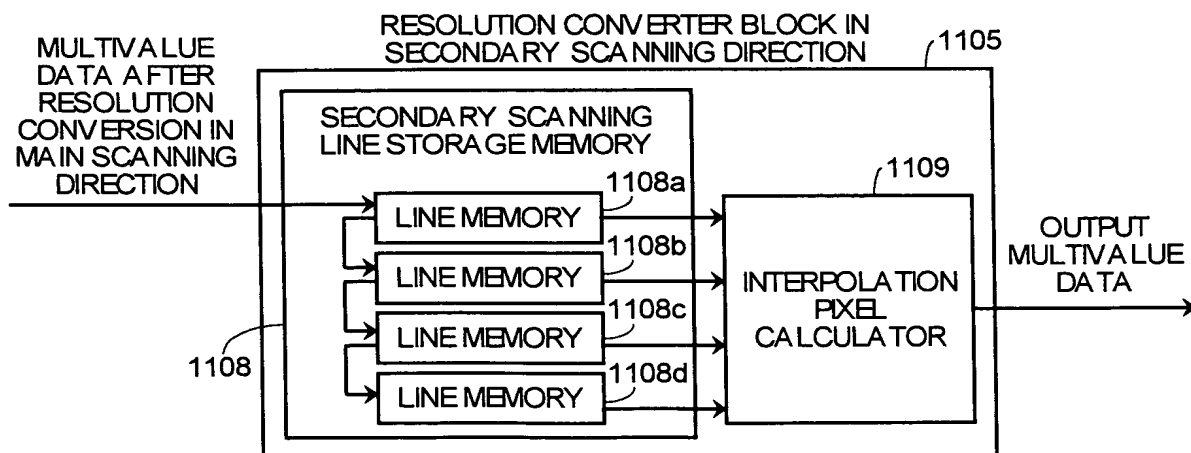 RESOLUTION CONVERTER BLOCK IN
SECONDARY SCANNING DIRECTION
1105
MULTIVALUE
DATA AFTER
RESOLUTION
CONVERSION IN
MAIN SCANNING
DIRECTION
SECONDARY SCANNING
LINE STORAGE MEMORY
1108a
LINE MEMORY
1108b
LINE MEMORY
1108c
LINE MEMORY
1108d
LINE MEMORY
1108
1109
INTERPOLATION
PIXEL
CALCULATOR
OUTPUT
MULTIVALUE
DATA